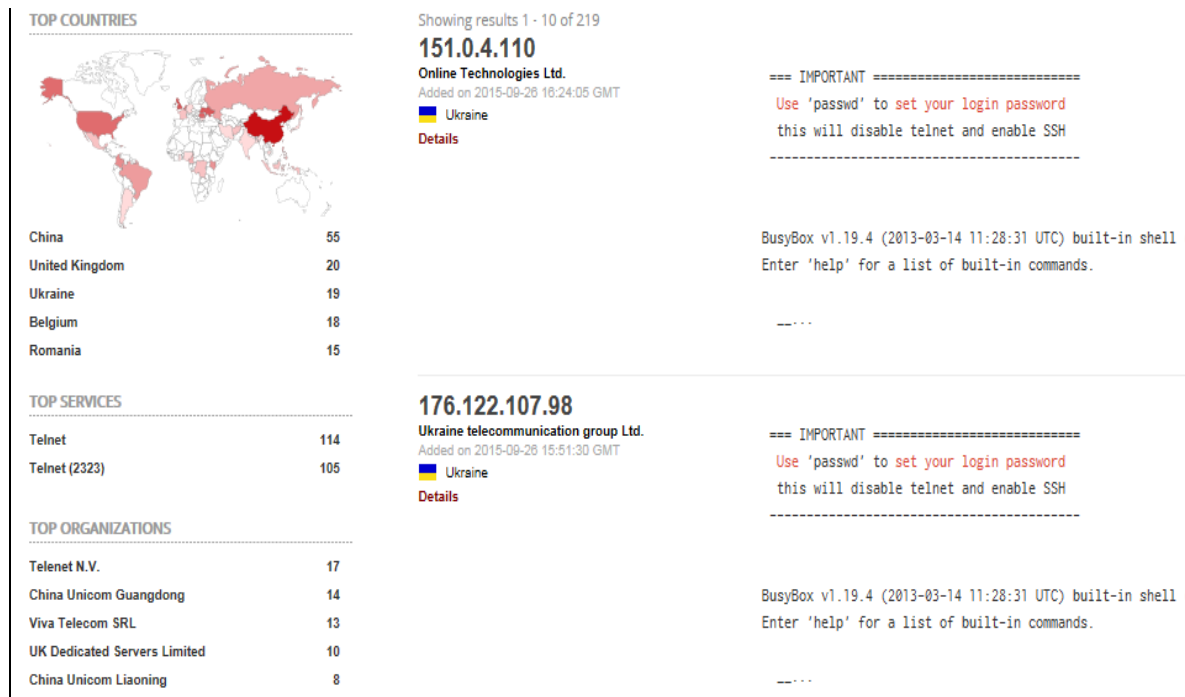 TOP COUNTRIES
China 55
United Kingdom 20
Ukraine 19
Belgium 18
Romania 15
TOP SERVICES
Telnet 114
Telnet (2323) 105
TOP ORGANIZATIONS
Telenet N.V. 17
China Unicom Guangdong 14
Viva Telecom SRL 13
UK Dedicated Servers Limited 10
China Unicom Liaoning 8
Showing results 1 - 10 of 219
151.0.4.110
Online Technologies Ltd.
Added on 2015-09-26 16:24:05 GMT
Ukraine
Details
=== IMPORTANT ============================
Use 'passwd' to set your login password
this will disable telnet and enable SSH
------------------------------------------
BusyBox v1.19.4 (2013-03-14 11:28:31 UTC) built-in shell
Enter 'help' for a list of built-in commands.
__...
176.122.107.98
Ukraine telecommunication group Ltd.
Added on 2015-09-26 15:51:30 GMT
Ukraine
Details
=== IMPORTANT ============================
Use 'passwd' to set your login password
this will disable telnet and enable SSH
------------------------------------------
BusyBox v1.19.4 (2013-03-14 11:28:31 UTC) built-in shell
Enter 'help' for a list of built-in commands.
__...